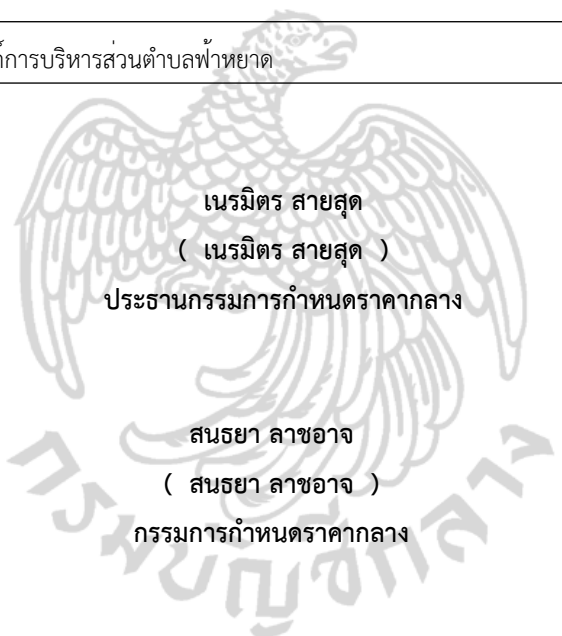 องค์การบริหารส่วนตำบลฟ้าหยาด
เนรมิตร สายสุด
( เนรมิตร สายสุด )
ประธานกรรมการกำหนดราคากลาง
สนธยา ลาชอาจ
( สนธยา ลาชอาจ )
กรรมการกำหนดราคากลาง
กรมบัญชีกลาง